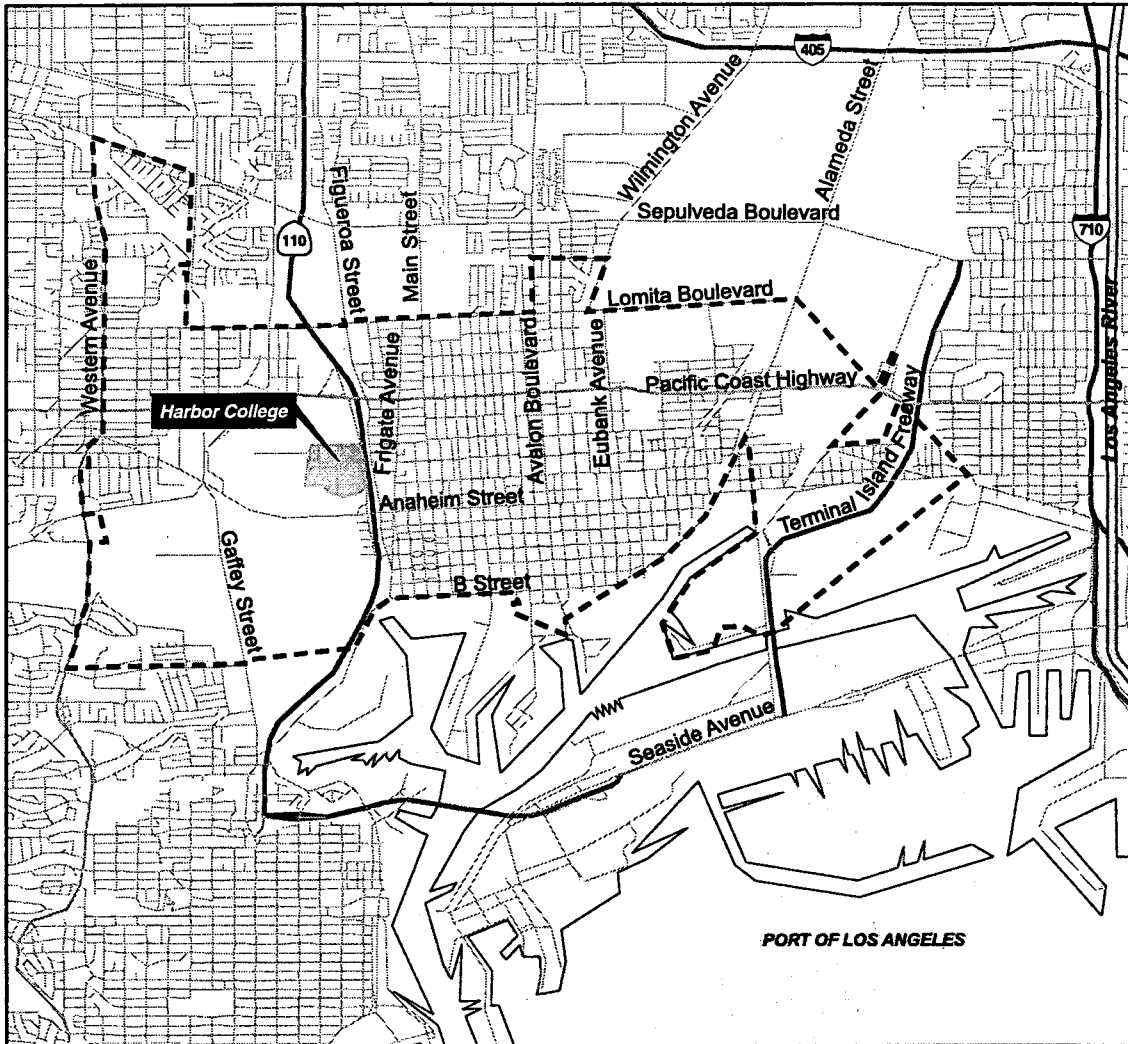 405
Wilmington Avenue
Alameda Street
Figueroa Street
Main Street
Sepulveda Boulevard
110
710
Western Avenue
Lomita Boulevard
Los Angeles River
Frigate Avenue
Avalon Boulevard
Eubank Avenue
Pacific Coast Highway
Harbor College
Anaheim Street
Terminal Island Freeway
Gaffey Street
B Street
Seaside Avenue
PORT OF LOS ANGELES